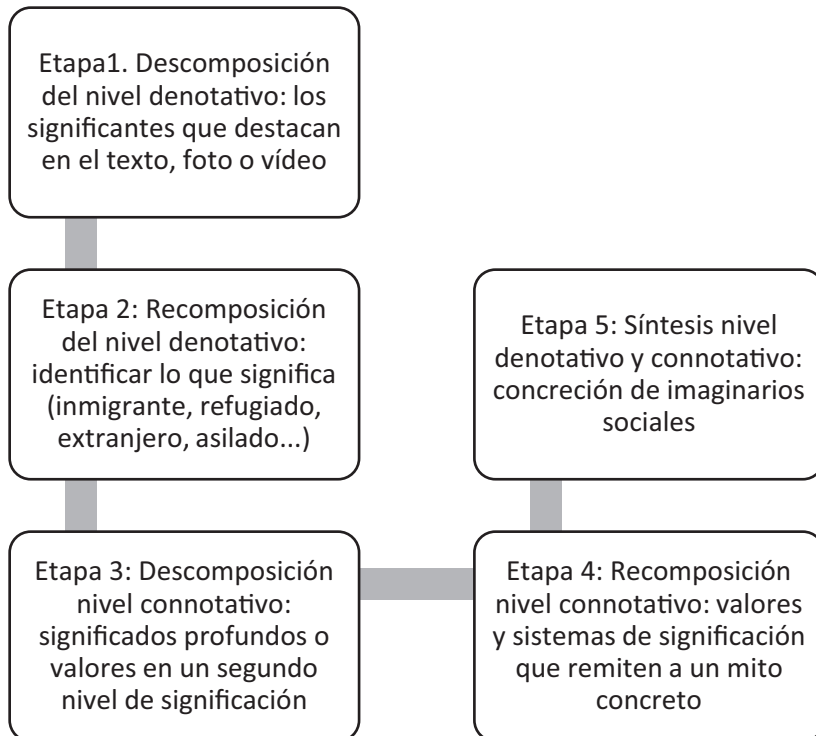 Etapa1. Descomposición
del nivel denotativo: los
significantes que destacan
en el texto, foto o vídeo
Etapa 2: Recomposición
del nivel denotativo:
identificar lo que significa
(inmigrante, refugiado,
extranjero, asilado...)
Etapa 3: Descomposición
nivel connotativo:
significados profundos o
valores en un segundo
nivel de significación
Etapa 4: Recomposición
nivel connotativo: valores
y sistemas de significación
que remiten a un mito
concreto
Etapa 5: Síntesis nivel
denotativo y connotativo:
concreción de imaginarios
sociales